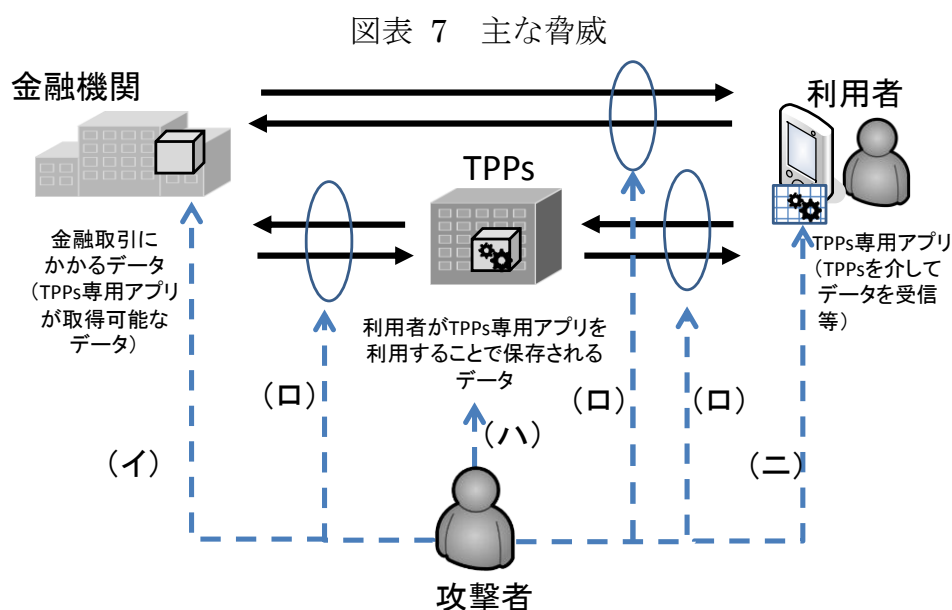 図表 7 主な脅威
金融機関
利用者
TPPs
金融取引に
かかるデータ
(TPPs専用アプリ
が取得可能な
データ)
TPPs専用アプリ
(TPPsを介して
データを受信
等)
利用者がTPPs専用アプリを
利用することで保存される
データ
(イ)
(ロ)
(ハ)
(ロ)
(ロ)
(ニ)
攻撃者